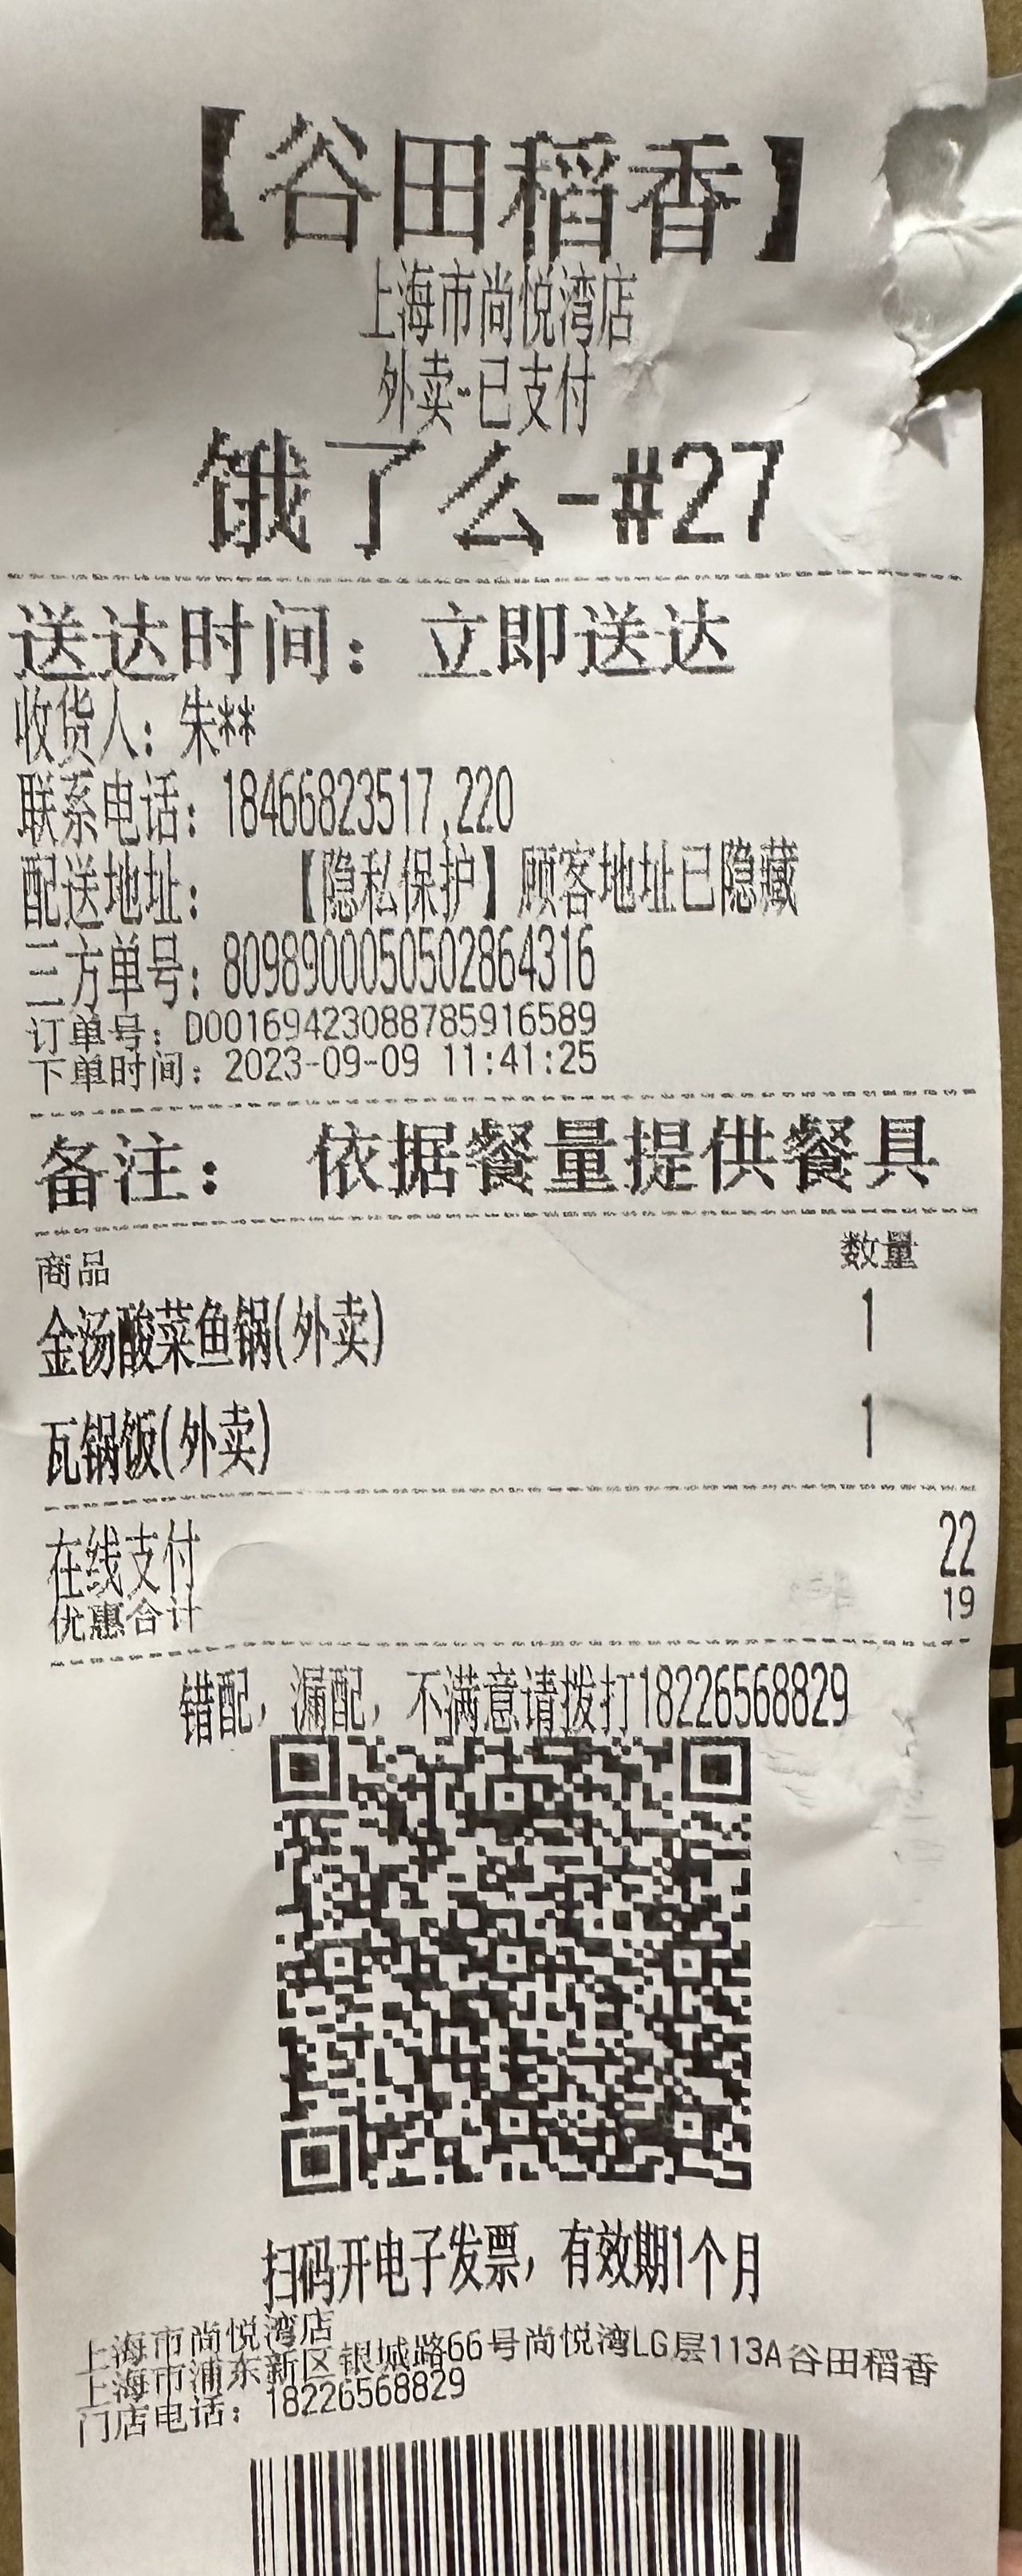 【谷田稻香】
上海市尚悦湾店
外卖-已支付
饿了么-#27
送达时间：立即送达
收货人：朱**
联系电话：18466823517,220
配送地址： 【隐私保护】顾客地址已隐藏
三方单号：8098900050502864316
订单号：D00169423088785916589
下单时间：2023-09-09 11:41:25
备注： 依据餐量提供餐具
商品 数量
金汤酸菜鱼锅(外卖) 1
瓦锅饭(外卖) 1
在线支付 22
优惠合计 19
错配，漏配，不满意请拨打18226568829
扫码开电子发票，有效期1个月
上海市尚悦湾店
上海市浦东新区银城路66号尚悦湾LG层113A谷田稻香
门店电话：18226568829